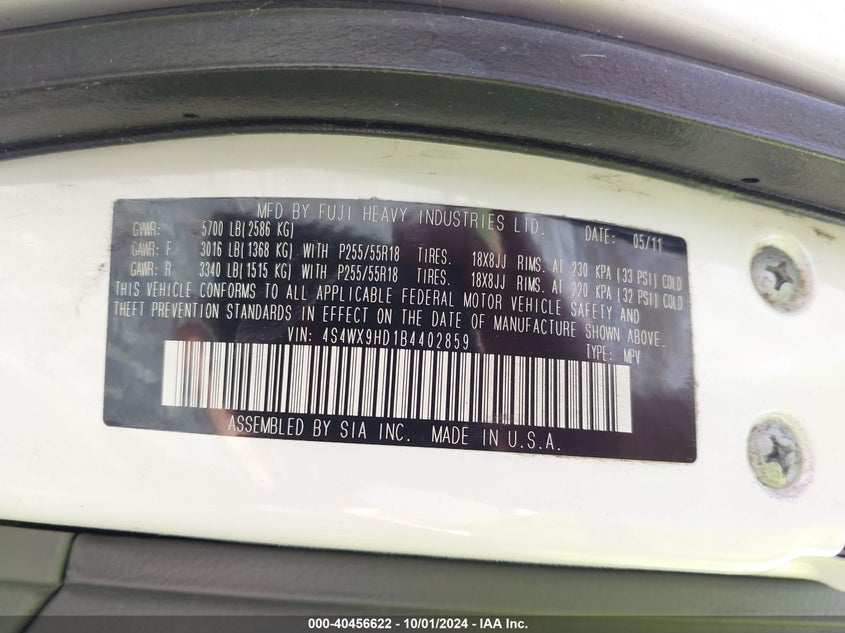 MFD BY FUJI HEAVY INDUSTRIES LTD. DATE: 05/11
GVWR: 5700 LB(2586 KG)
GAWR: F 3016 LB(1368 KG) WITH P255/55R18 TIRES. 18X8JJ RIMS. AT 230 KPA (33 PSI) COLD
GAWR: R 3340 LB(1515 KG) WITH P255/55R18 TIRES. 18X8JJ RIMS. AT 220 KPA (32 PSI) COLD
THIS VEHICLE CONFORMS TO ALL APPLICABLE FEDERAL MOTOR VEHICLE SAFETY AND
THEFT PREVENTION STANDARDS IN EFFECT ON THE DATE OF MANUFACTURE SHOWN ABOVE.
VIN: 4S4WX9HD1B4402859 TYPE: MPV
ASSEMBLED BY SIA INC. MADE IN U.S.A.
000-40456622 - 10/01/2024 - IAA Inc.